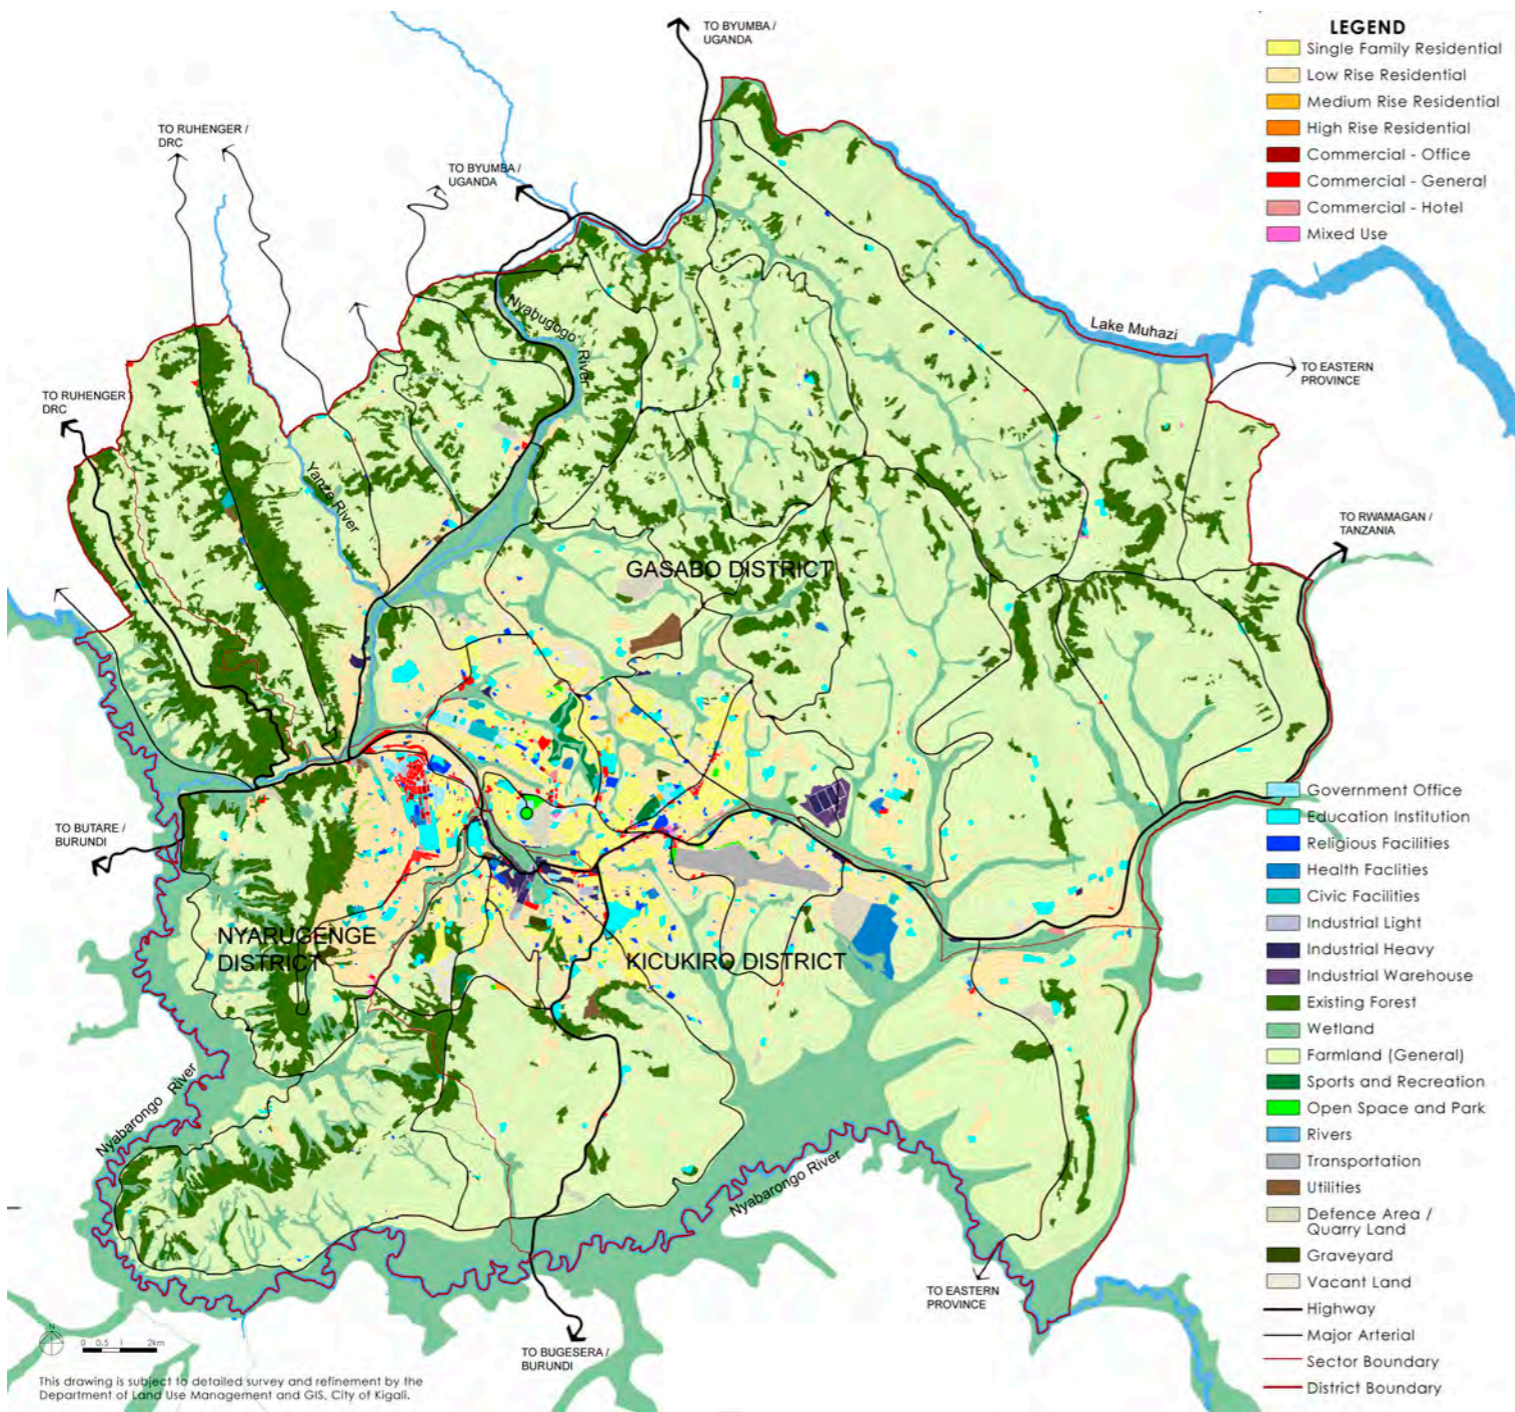 TO BYUMBA /
UGANDA
LEGEND
Single Family Residential
Low Rise Residential
Medium Rise Residential
High Rise Residential
Commercial - Office
Commercial - General
Commercial - Hotel
Mixed Use
TO RUHENGER /
DRC
TO BYUMBA /
UGANDA
Nyabugogo River
Lake Muhazi
TO EASTERN
PROVINCE
TO RUHENGER
DRC
Yanze River
TO RWAMAGAN /
TANZANIA
GASABO DISTRICT
TO BUTARE /
BURUNDI
NYARUGENGE
DISTRICT
KICUKIRO DISTRICT
Government Office
Education Institution
Religious Facilities
Health Faclities
Civic Facilities
Industrial Light
Industrial Heavy
Industrial Warehouse
Existing Forest
Wetland
Farmland (General)
Sports and Recreation
Open Space and Park
Rivers
Transportation
Utilities
Defence Area /
Quarry Land
Graveyard
Vacant Land
Highway
Major Arterial
Sector Boundary
District Boundary
Nyabarongo River
Nyabarongo River
TO EASTERN
PROVINCE
TO BUGESERA /
BURUNDI
N
0 0.5 1 2km
This drawing is subject to detailed survey and refinement by the
Department of Land Use Management and GIS, City of Kigali.